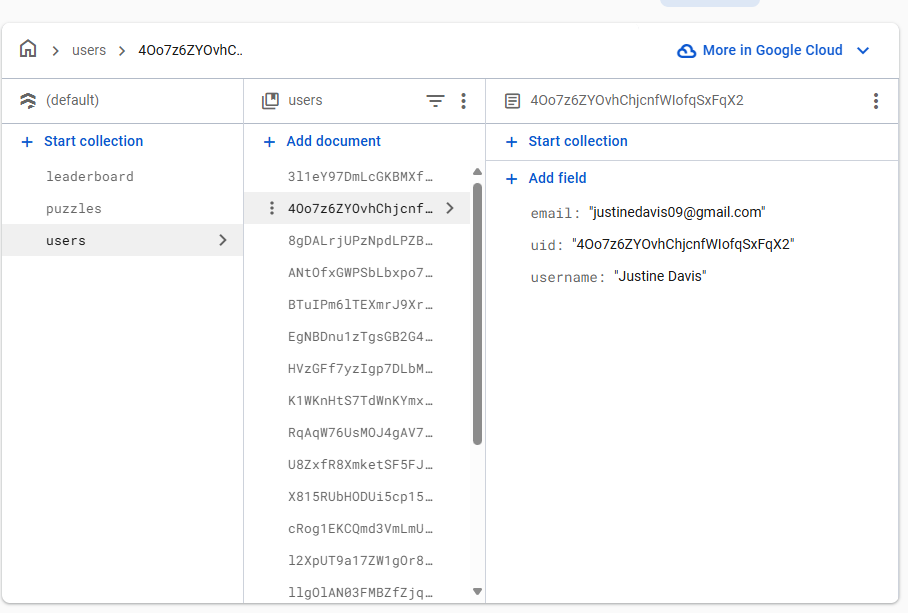 users
4Oo7z6ZYOvhC..
More in Google Cloud
(default)
users
4Oo7z6ZYOvhChjcnfWIofqSxFqX2
Start collection
Add document
Start collection
leaderboard
puzzles
users
3l1eY97DmLcGKBMXf…
4Oo7z6ZYOvhChjcnf…
8gDALrjUPzNpdLPZB…
ANtOfxGWPSbLbxpo7…
BTuIPm6lTEXmrJ9Xr…
EgNBDnu1zTgsGB2G4…
HVzGFf7yzIgp7DLbM…
K1WKnHtS7TdWnKYmx…
RqAqW76UsMOJ4gAV7…
U8ZxfR8XmketSF5FJ…
X815RUbHODUi5cp15…
cRog1EKCQmd3VmLmU…
l2XpUT9a17ZW1gOr8…
llgOlAN03FMBZfZjq…
Add field
email: "justinedavis09@gmail.com"
uid: "4Oo7z6ZYOvhChjcnfWIofqSxFqX2"
username: "Justine Davis"